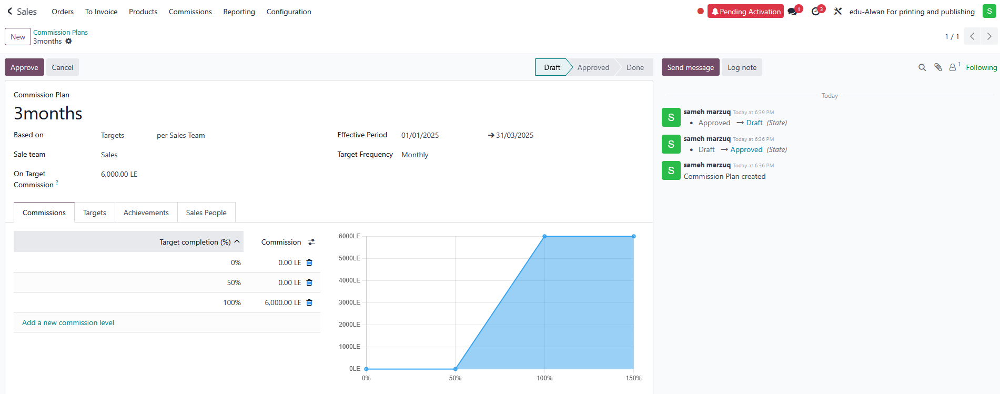 Sales Orders To Invoice Products Commissions Reporting Configuration Pending Activation 1 3 edu-Alwan For printing and publishing S
New Commission Plans 1 / 1
3months
Approve Cancel Draft Approved Done Send message Log note 1 Following
Commission Plan
3months
Based on Targets per Sales Team Effective Period 01/01/2025 31/03/2025
Sale team Sales Target Frequency Monthly
On Target Commission ? 6,000.00 LE
Commissions Targets Achievements Sales People
Target completion (%) Commission
0% 0.00 LE
50% 0.00 LE
100% 6,000.00 LE
Add a new commission level
6000LE
5000LE
4000LE
3000LE
2000LE
1000LE
0LE
0% 50% 100% 150%
Today
S sameh marzuq Today at 6:39 PM
• Approved → Draft (State)
S sameh marzuq Today at 6:36 PM
• Draft → Approved (State)
S sameh marzuq Today at 6:36 PM
Commission Plan created